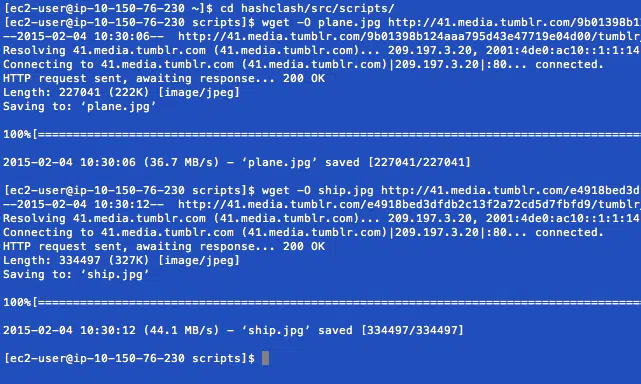 [ec2-user@ip-10-150-76-230 ~]$ cd hashclash/src/scripts/
[ec2-user@ip-10-150-76-230 scripts]$ wget -O plane.jpg http://41.media.tumblr.com/9b01398b1
--2015-02-04 10:30:06-- http://41.media.tumblr.com/9b01398b124aaa795d43e47719e04d00/tumblr_
Resolving 41.media.tumblr.com (41.media.tumblr.com)... 209.197.3.20, 2001:4de0:ac10::1:1:14
Connecting to 41.media.tumblr.com (41.media.tumblr.com)|209.197.3.20|:80... connected.
HTTP request sent, awaiting response... 200 OK
Length: 227041 (222K) [image/jpeg]
Saving to: ‘plane.jpg’
100%[======================================================================================
2015-02-04 10:30:06 (36.7 MB/s) - ‘plane.jpg’ saved [227041/227041]
[ec2-user@ip-10-150-76-230 scripts]$ wget -O ship.jpg http://41.media.tumblr.com/e4918bed3d
--2015-02-04 10:30:12-- http://41.media.tumblr.com/e4918bed3dfdb2c13f2a72cd5d7fbfd9/tumblr_
Resolving 41.media.tumblr.com (41.media.tumblr.com)... 209.197.3.20, 2001:4de0:ac10::1:1:14
Connecting to 41.media.tumblr.com (41.media.tumblr.com)|209.197.3.20|:80... connected.
HTTP request sent, awaiting response... 200 OK
Length: 334497 (327K) [image/jpeg]
Saving to: ‘ship.jpg’
100%[======================================================================================
2015-02-04 10:30:12 (44.1 MB/s) - ‘ship.jpg’ saved [334497/334497]
[ec2-user@ip-10-150-76-230 scripts]$